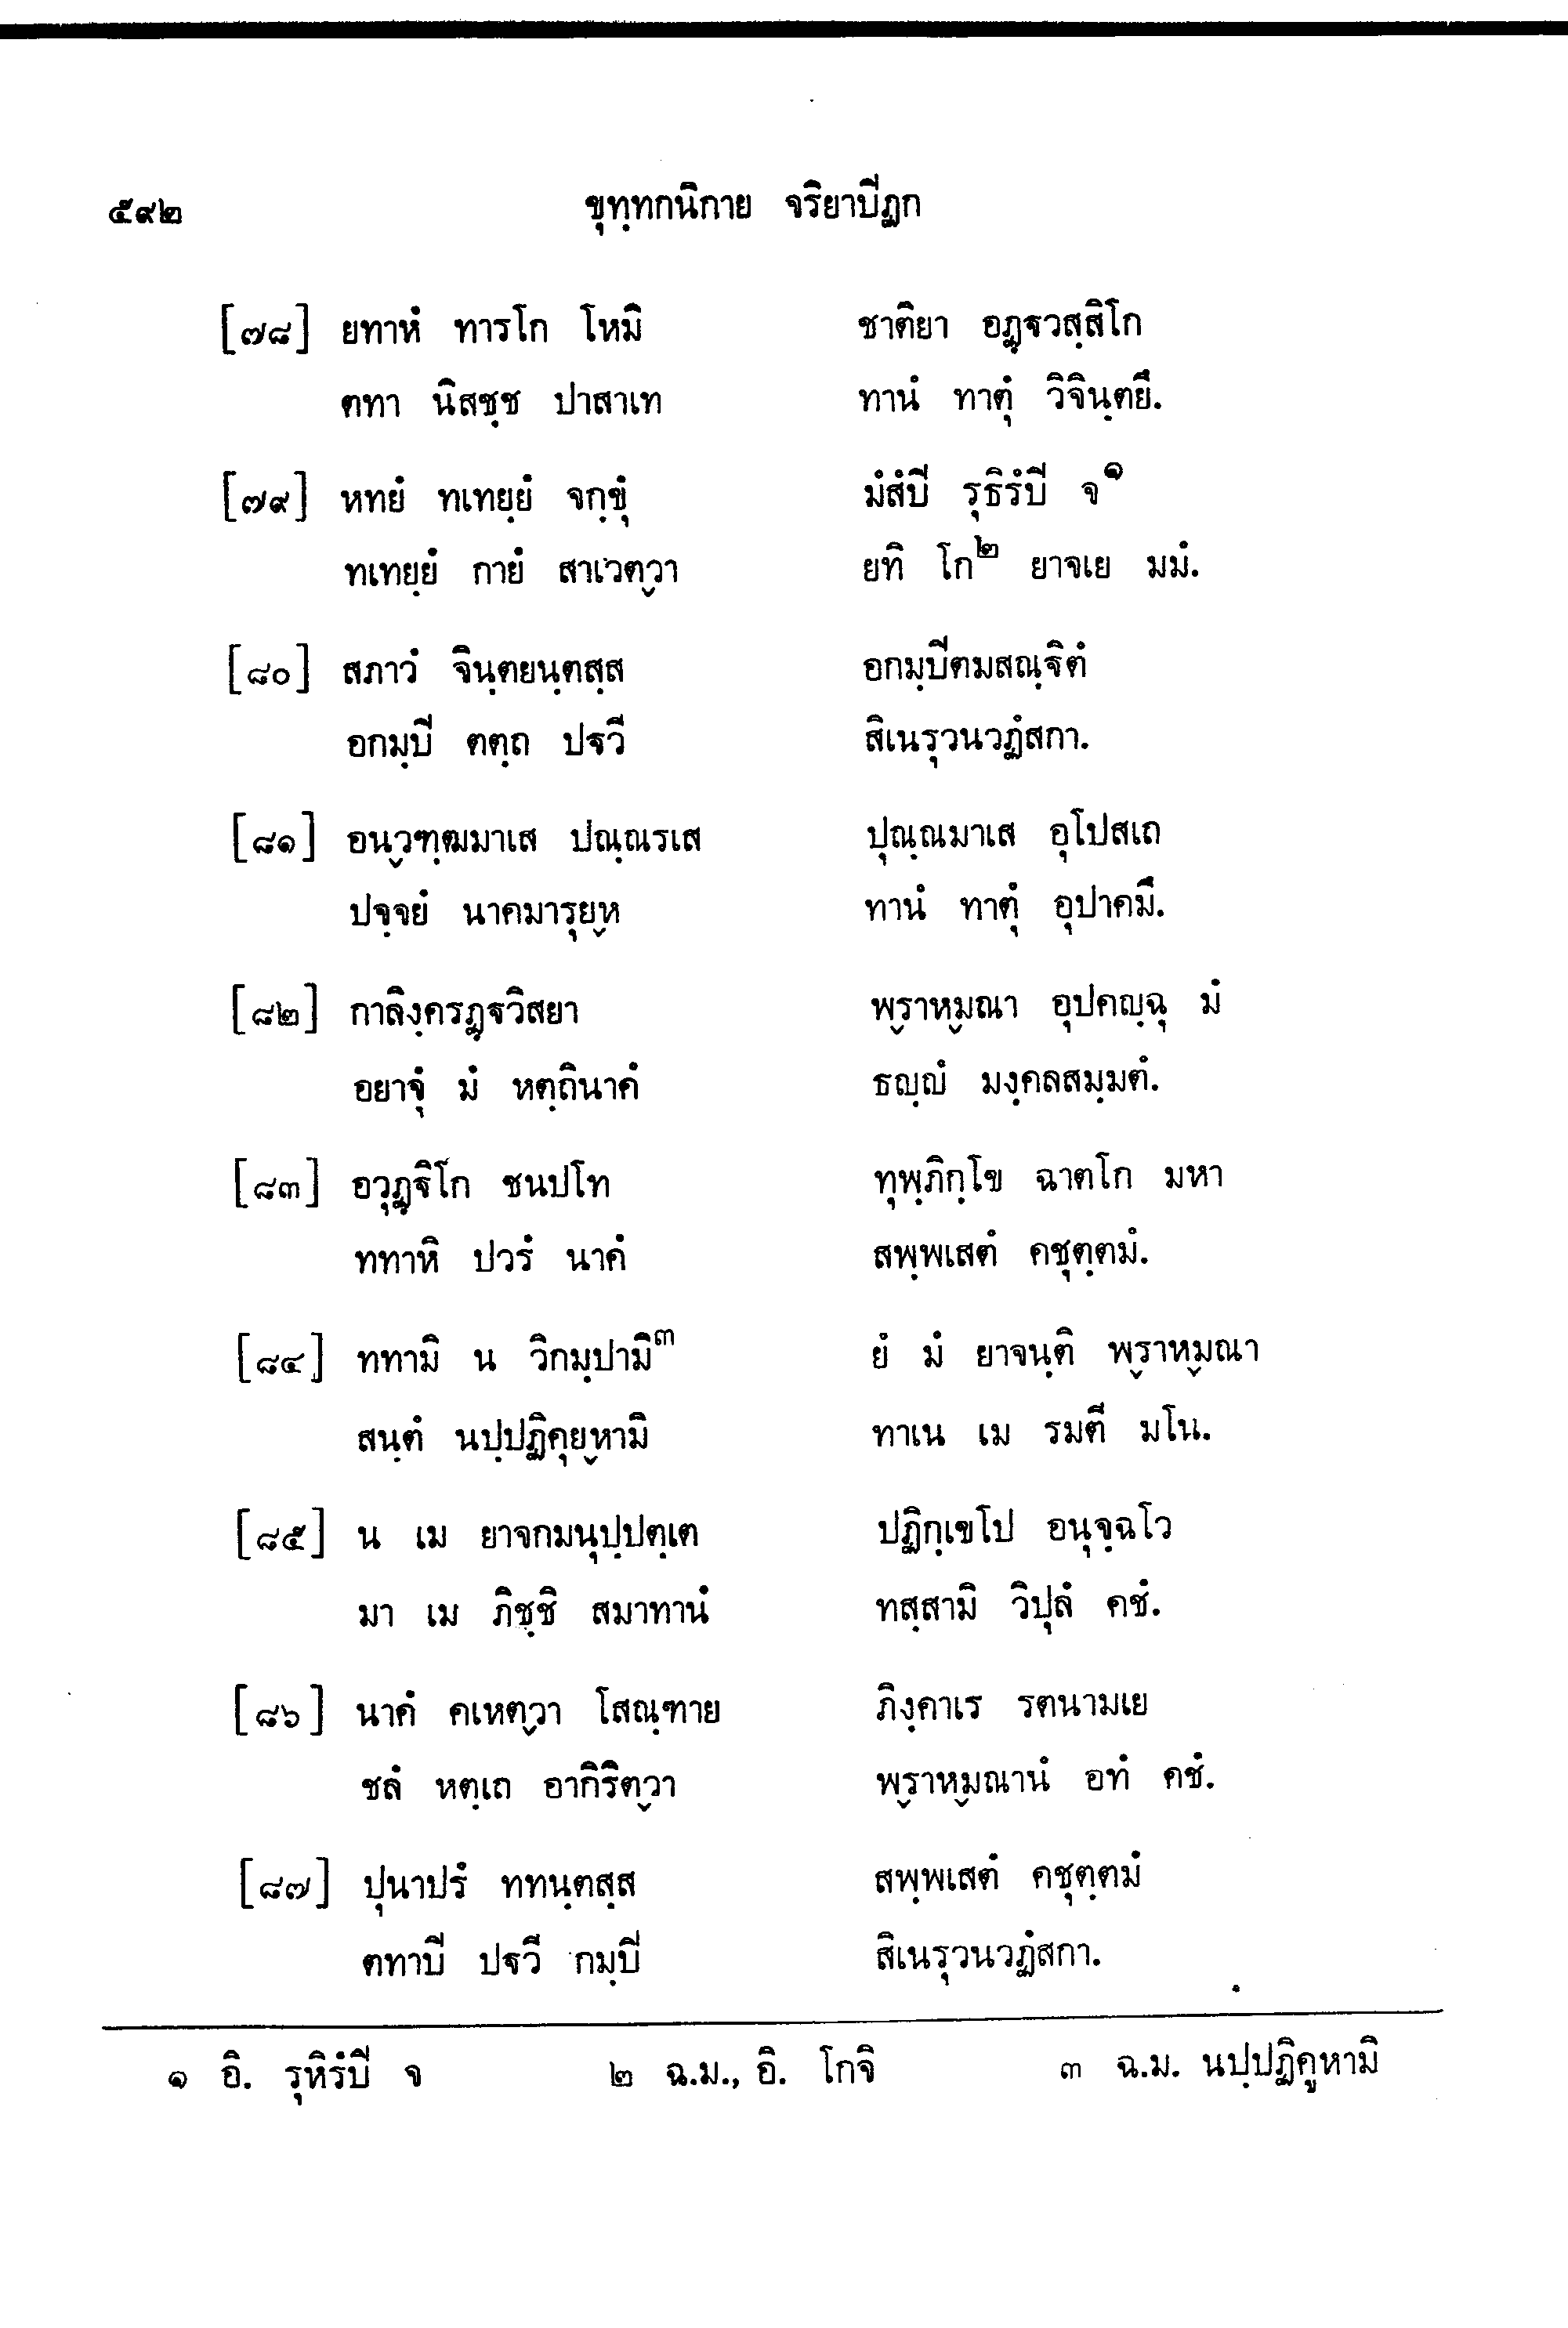 ๕๙๒ ขุทฺทกนิกาย จริยาปิฏก
[๗๘] ยทาหํ ทารโก โหมิ ชาติยา อฏฺฐวสฺสิโก
ตทา นิสชฺช ปาสาเท ทานํ ทาตุํ วิจินฺตยึ.
[๗๙] หทยํ ทเทยฺยํ จกฺขุํ มํสํปิ รุธิรํปิ จ๑
ทเทยฺยํ กายํ สาเวตฺวา ยทิ โก๒ ยาจเย มมํ.
[๘๐] สภาวํ จินฺตยนฺตสฺส อกมฺปิตมสณฺฐิตํ
อกมฺปิ ตตฺถ ปฐวี สิเนรุวนวฏํสกา.
[๘๑] อนฺวฑฺฒมาเส ปณฺณรเส ปุณฺณมาเส อุโปสเถ
ปจฺจยํ นาคมารุยฺห ทานํ ทาตุํ อุปาคมึ.
[๘๒] กาลิงฺครฏฺฐวิสยา พฺราหฺมณา อุปคญฺฉุ มํ
อยาจุํ มํ หตฺถินาคํ ธญฺญํ มงฺคลสมฺมตํ.
[๘๓] อวุฏฺฐิโก ชนปโท ทุพฺภิกฺโข ฉาตโก มหา
ททาหิ ปวรํ นาคํ สพฺพเสตํ คชุตฺตมํ.
[๘๔] ททามิ น วิกมฺปามิ๓ ยํ มํ ยาจนฺติ พฺราหฺมณา
สนฺตํ นปฺปฏิคุยฺหามิ ทาเน เม รมตี มโน.
[๘๕] น เม ยาจกมนุปฺปตฺเต ปฏิกฺเขโป อนุจฺฉโว
มา เม ภิชฺชิ สมาทานํ ทสฺสามิ วิปุลํ คชํ.
[๘๖] นาคํ คเหตฺวา โสณฺฑาย ภิงฺคาเร รตนามเย
ชลํ หตฺเถ อากิริตฺวา พฺราหฺมณานํ อทํ คชํ.
[๘๗] ปุนาปรํ ททนฺตสฺส สพฺพเสตํ คชุตฺตมํ
ตทาปิ ปฐวี กมฺปิ สิเนรุวนวฏํสกา.
๑ อิ. รุหิรํปิ จ ๒ ฉ.ม., อิ. โกจิ ๓ ฉ.ม. นปฺปฏิคูหามิ